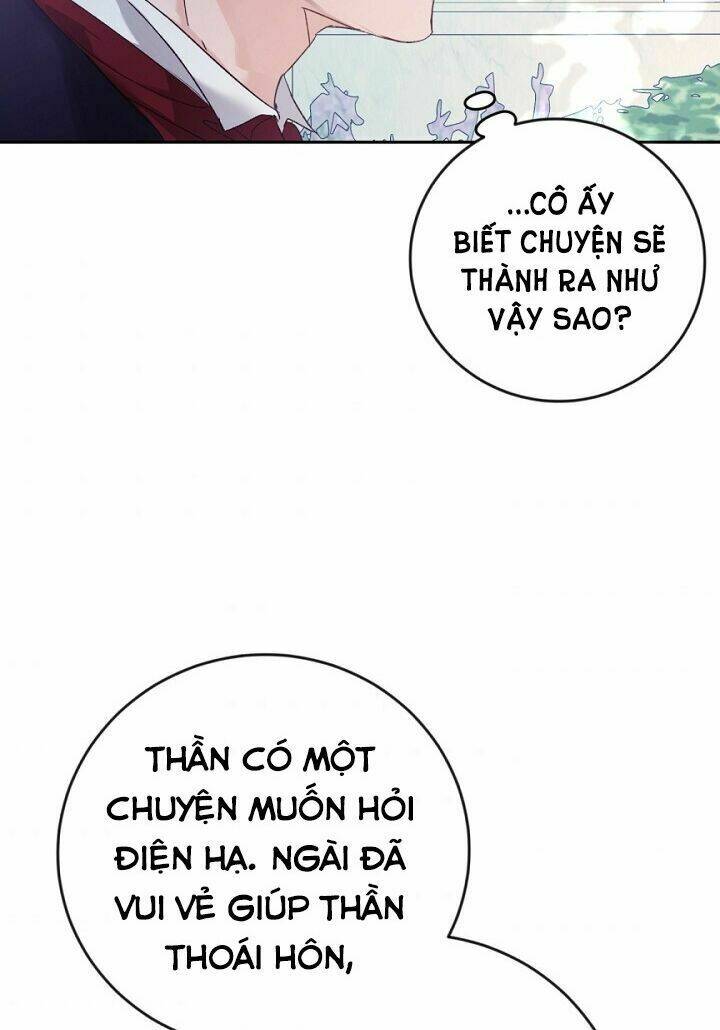 ...CÔ ẤY
BIẾT CHUYỆN SẼ
THÀNH RA NHƯ
VẬY SAO?
THẦN CÓ MỘT
CHUYỆN MUỐN HỎI
ĐIỆN HẠ. NGÀI ĐÃ
VUI VẺ GIÚP THẦN
THOÁI HÔN,